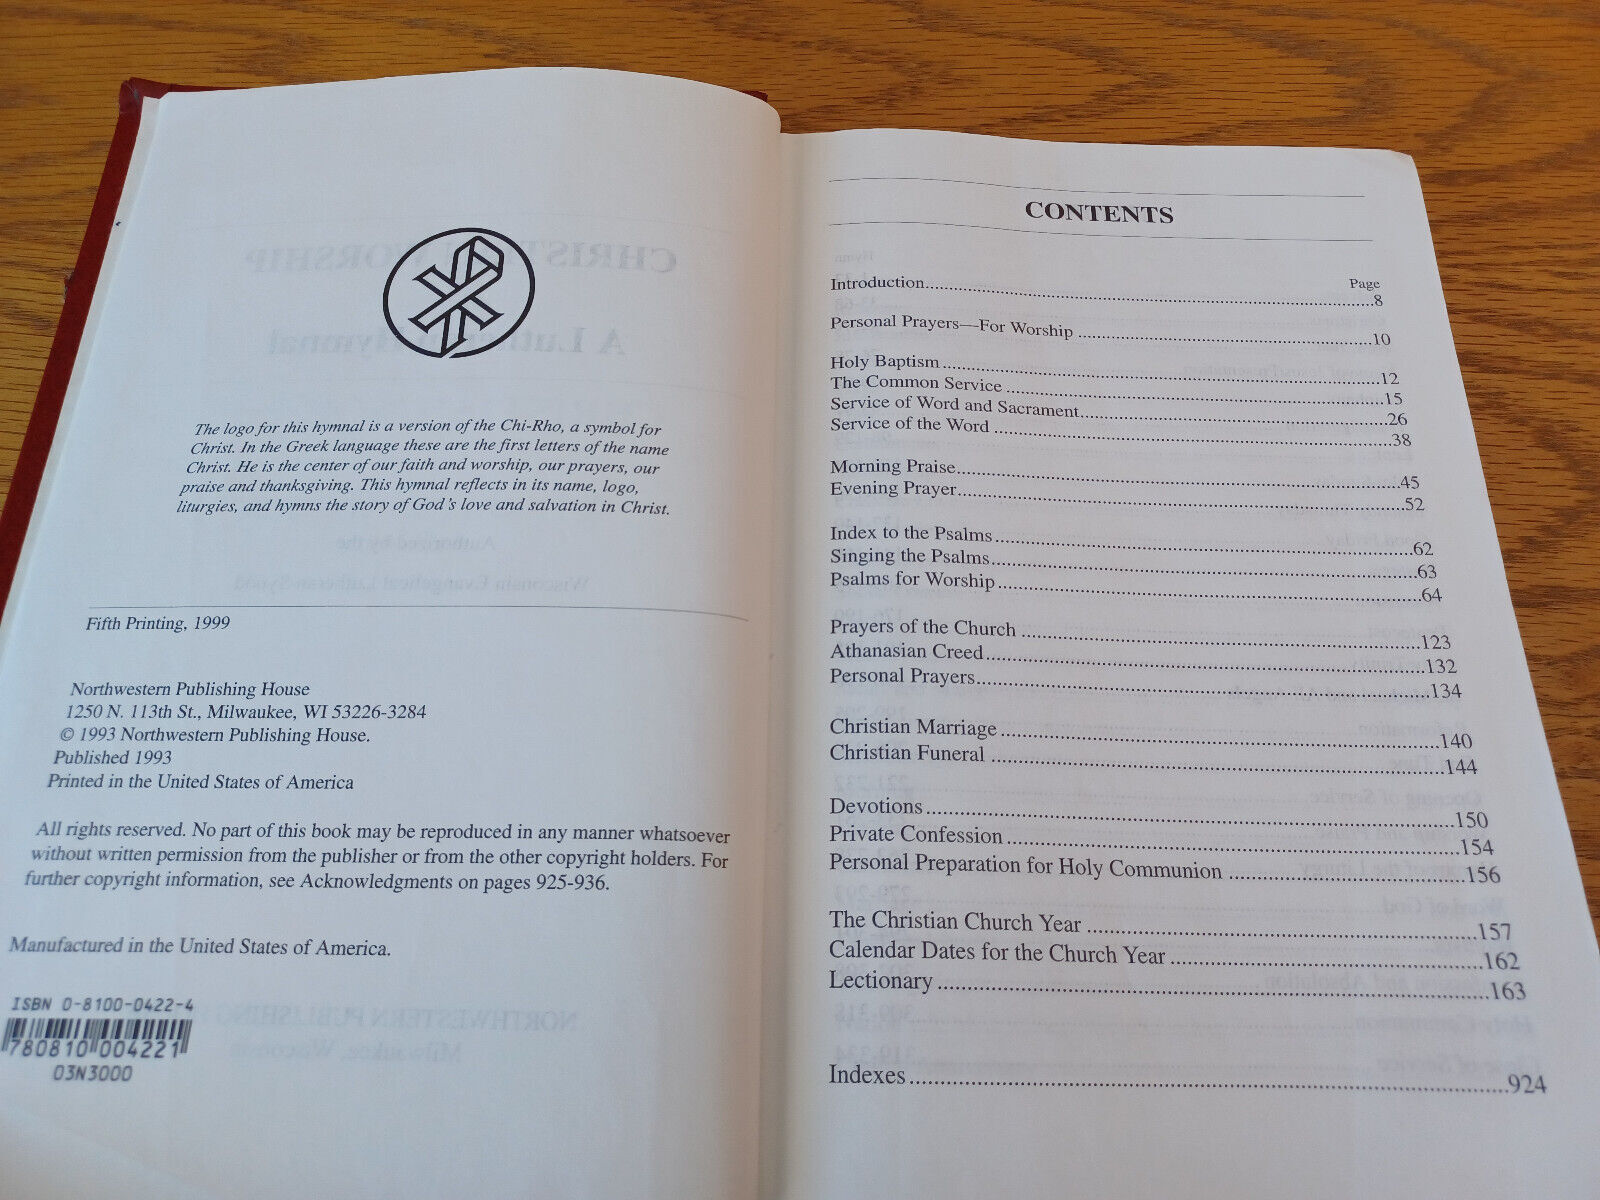 The logo for this hymnal is a version of the Chi-Rho, a symbol for
Christ. In the Greek language these are the first letters of the name
Christ. He is the center of our faith and worship, our prayers, our
praise and thanksgiving. This hymnal reflects in its name, logo,
liturgies, and hymns the story of God's love and salvation in Christ.
Fifth Printing, 1999
Northwestern Publishing House
1250 N. 113th St., Milwaukee, WI 53226-3284
© 1993 Northwestern Publishing House.
Published 1993
Printed in the United States of America
All rights reserved. No part of this book may be reproduced in any manner whatsoever
without written permission from the publisher or from the other copyright holders. For
further copyright information, see Acknowledgments on pages 925-936.
Manufactured in the United States of America.
ISBN 0-8100-0422-4
780810 004221
03N3000
CONTENTS
Page
Introduction 8
Personal Prayers—For Worship 10
Holy Baptism 12
The Common Service 15
Service of Word and Sacrament 26
Service of the Word 38
Morning Praise 45
Evening Prayer 52
Index to the Psalms 62
Singing the Psalms 63
Psalms for Worship 64
Prayers of the Church 123
Athanasian Creed 132
Personal Prayers 134
Christian Marriage 140
Christian Funeral 144
Devotions 150
Private Confession 154
Personal Preparation for Holy Communion 156
The Christian Church Year 157
Calendar Dates for the Church Year 162
Lectionary 163
Indexes 924